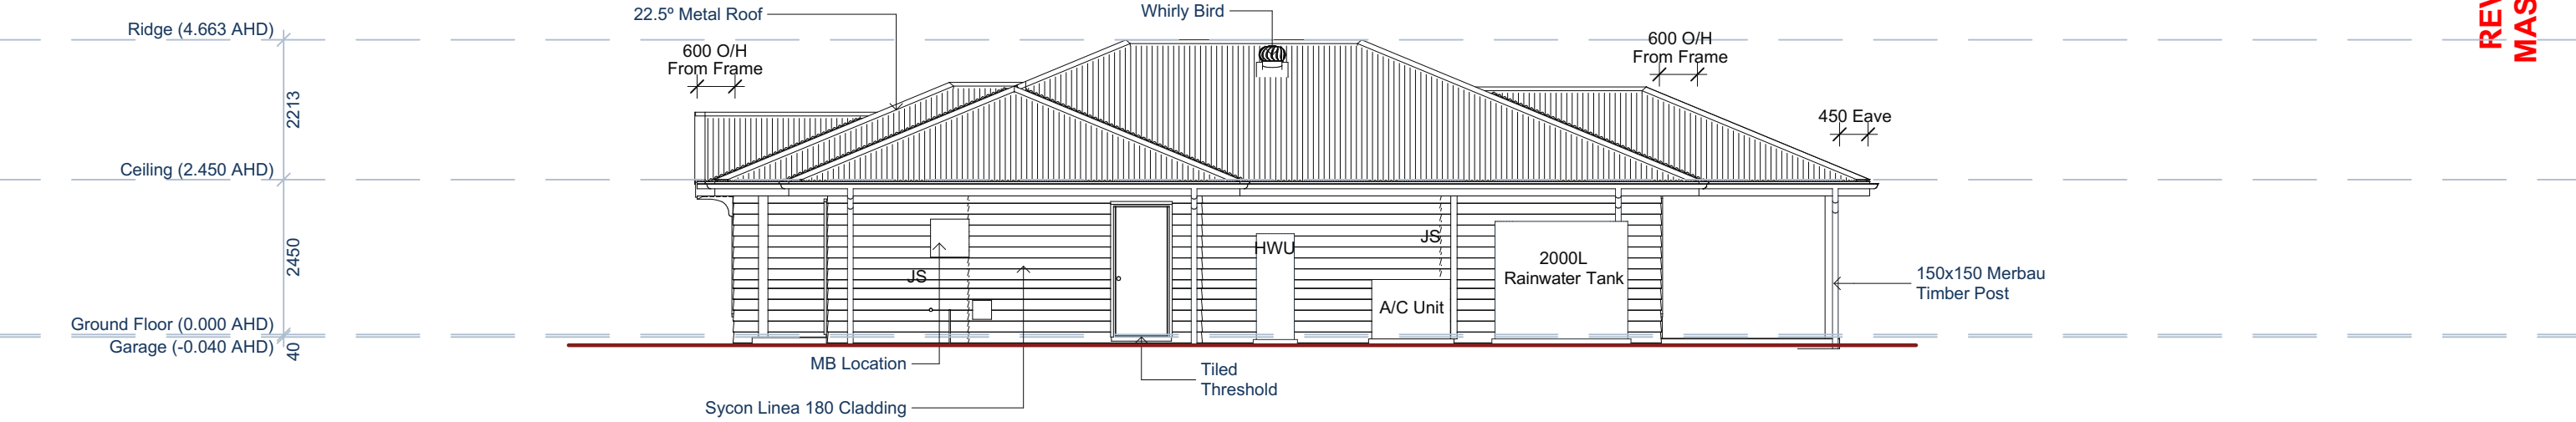 22.5º Metal Roof
Whirly Bird
REV
MAS
Ridge (4.663 AHD)
600 O/H
From Frame
600 O/H
From Frame
2213
450 Eave
Ceiling (2.450 AHD)
2450
HWU
JS
JS
2000L
Rainwater Tank
A/C Unit
150x150 Merbau
Timber Post
Ground Floor (0.000 AHD)
Garage (-0.040 AHD)
40
MB Location
Tiled
Threshold
Sycon Linea 180 Cladding